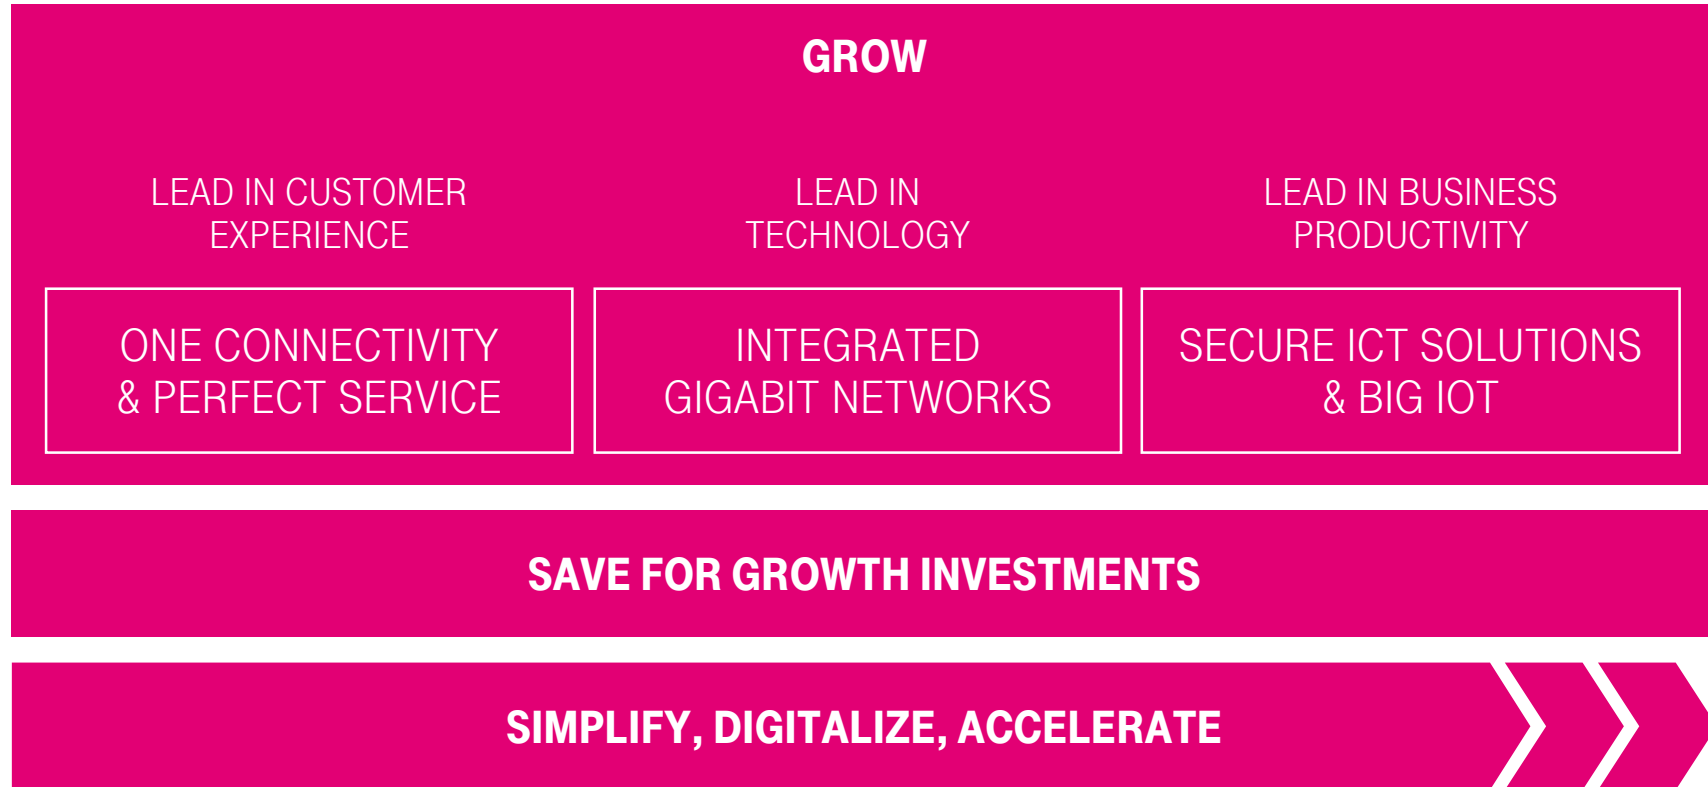 GROW
LEAD IN CUSTOMER
EXPERIENCE
LEAD IN
TECHNOLOGY
LEAD IN BUSINESS
PRODUCTIVITY
ONE CONNECTIVITY
& PERFECT SERVICE
INTEGRATED
GIGABIT NETWORKS
SECURE ICT SOLUTIONS
& BIG IOT
SAVE FOR GROWTH INVESTMENTS
SIMPLIFY, DIGITALIZE, ACCELERATE